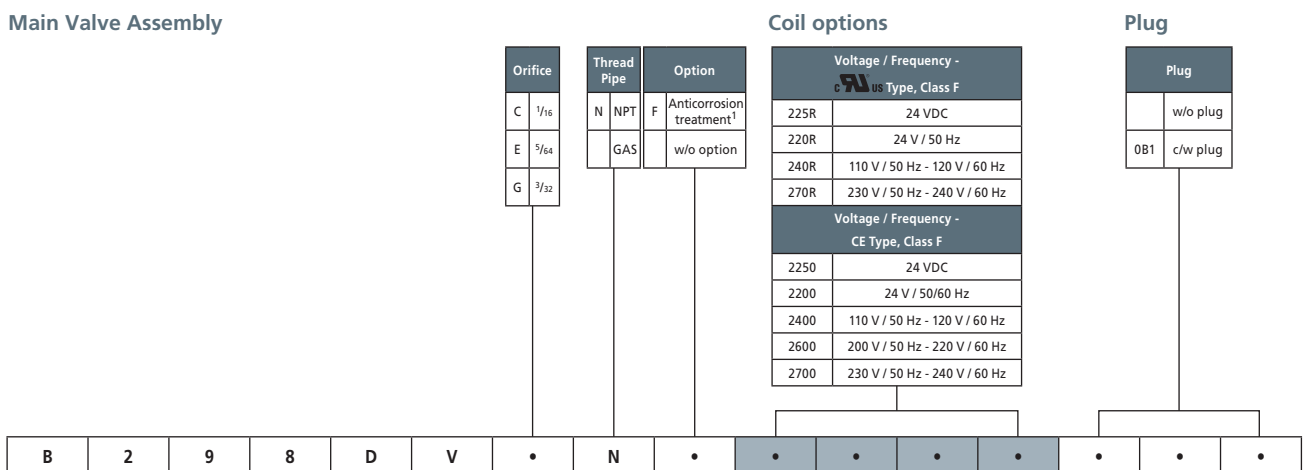 Main Valve Assembly
Coil options
Plug
Orifice
C 1/16
E 5/64
G 3/32
Thread
Pipe
N NPT
GAS
Option
F Anticorrosion
treatment1
w/o option
Voltage / Frequency -
c RU us Type, Class F
225R 24 VDC
220R 24 V / 50 Hz
240R 110 V / 50 Hz - 120 V / 60 Hz
270R 230 V / 50 Hz - 240 V / 60 Hz
Voltage / Frequency -
CE Type, Class F
2250 24 VDC
2200 24 V / 50/60 Hz
2400 110 V / 50 Hz - 120 V / 60 Hz
2600 200 V / 50 Hz - 220 V / 60 Hz
2700 230 V / 50 Hz - 240 V / 60 Hz
Plug
w/o plug
0B1 c/w plug
B 2 9 8 D V • N • • • • • • • •